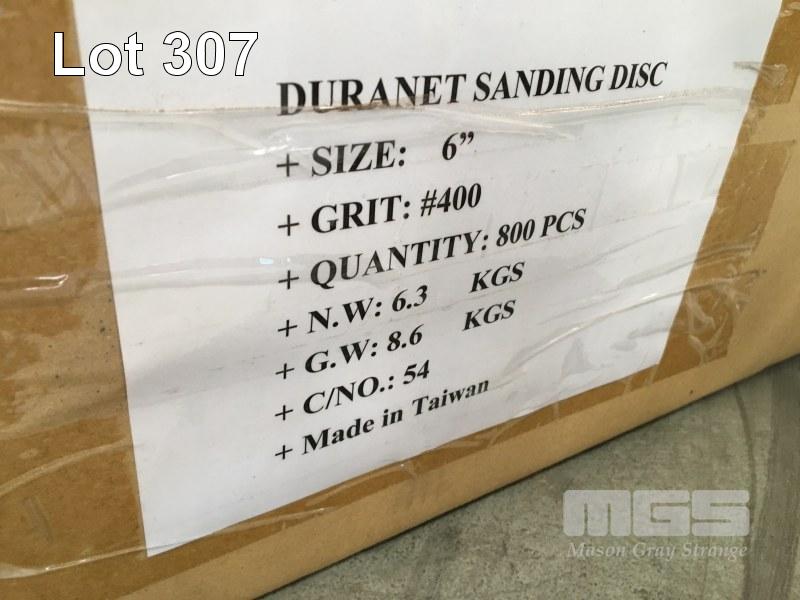 Lot 307
DURANET SANDING DISC
+ SIZE: 6”
+ GRIT: #400
+ QUANTITY: 800 PCS
+ N.W: 6.3 KGS
+ G.W: 8.6 KGS
+ C/NO.: 54
+ Made in Taiwan
MGS
Mason Gray Strange